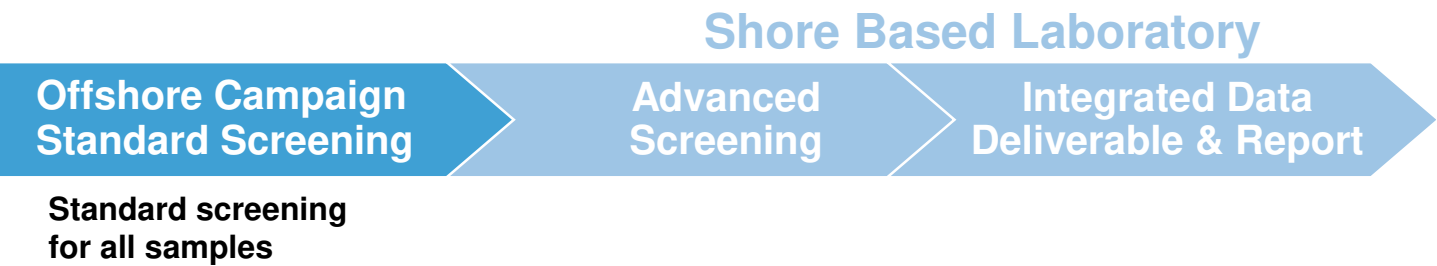 Shore Based Laboratory
Offshore Campaign
Standard Screening
Advanced
Screening
Integrated Data
Deliverable & Report
Standard screening
for all samples